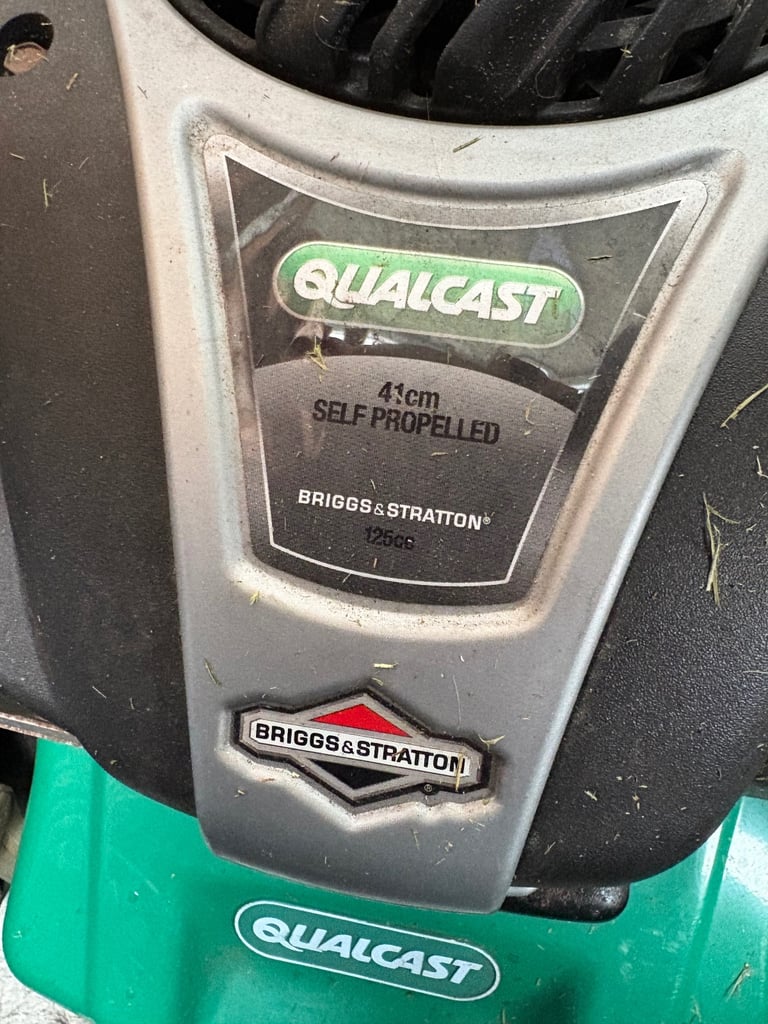 QUALCAST
41cm
SELF PROPELLED
BRIGGS & STRATTON®
125cc
BRIGGS & STRATTON
®
QUALCAST